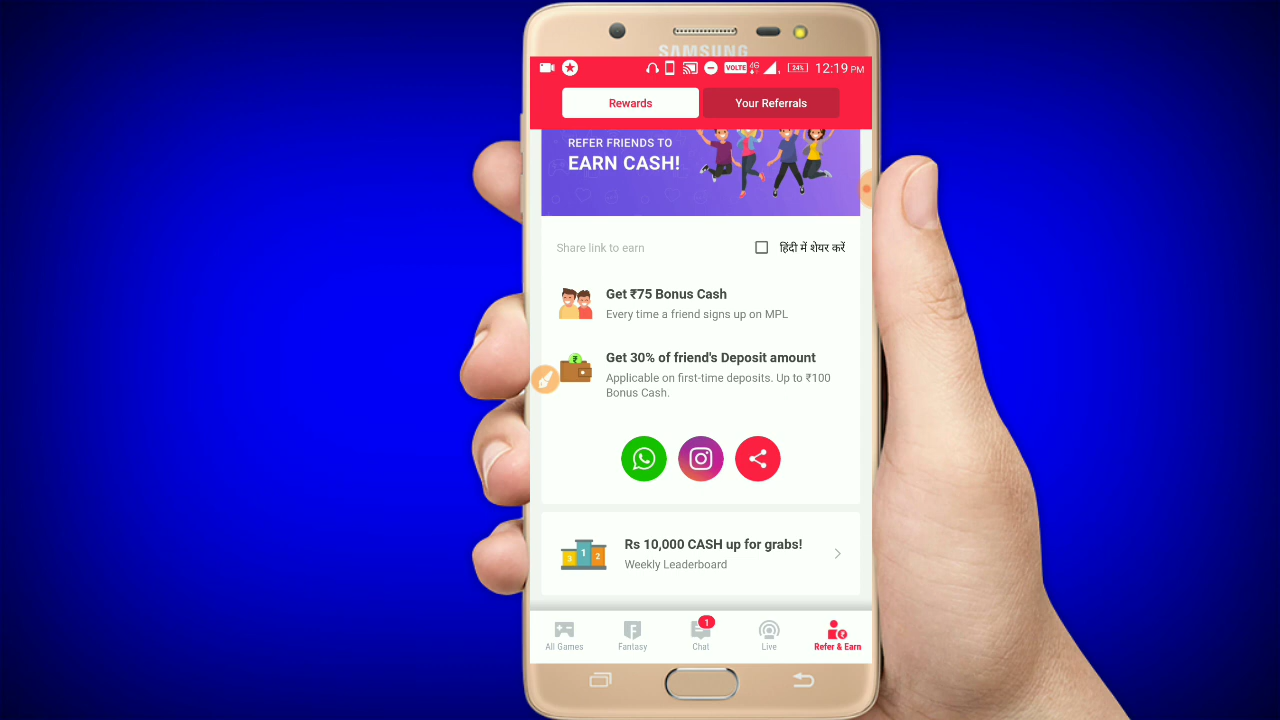 SAMSUNG
VOLTE 4G 24% 12:19 PM
Rewards Your Referrals
REFER FRIENDS TO
EARN CASH!
Share link to earn हिंदी में शेयर करें
Get ₹75 Bonus Cash
Every time a friend signs up on MPL
Get 30% of friend's Deposit amount
Applicable on first-time deposits. Up to ₹100
Bonus Cash.
Rs 10,000 CASH up for grabs!
3 1 2
Weekly Leaderboard
1
All Games Fantasy Chat Live Refer & Earn